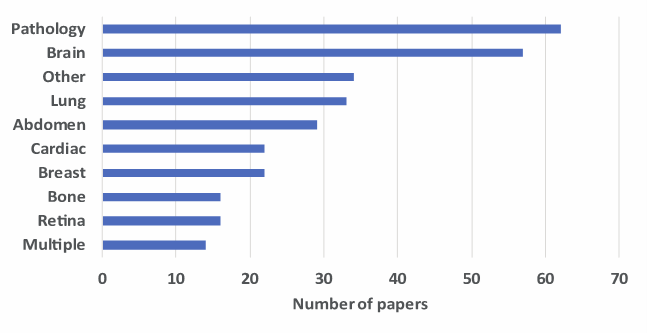 Pathology
Brain
Other
Lung
Abdomen
Cardiac
Breast
Bone
Retina
Multiple
0 10 20 30 40 50 60 70
Number of papers